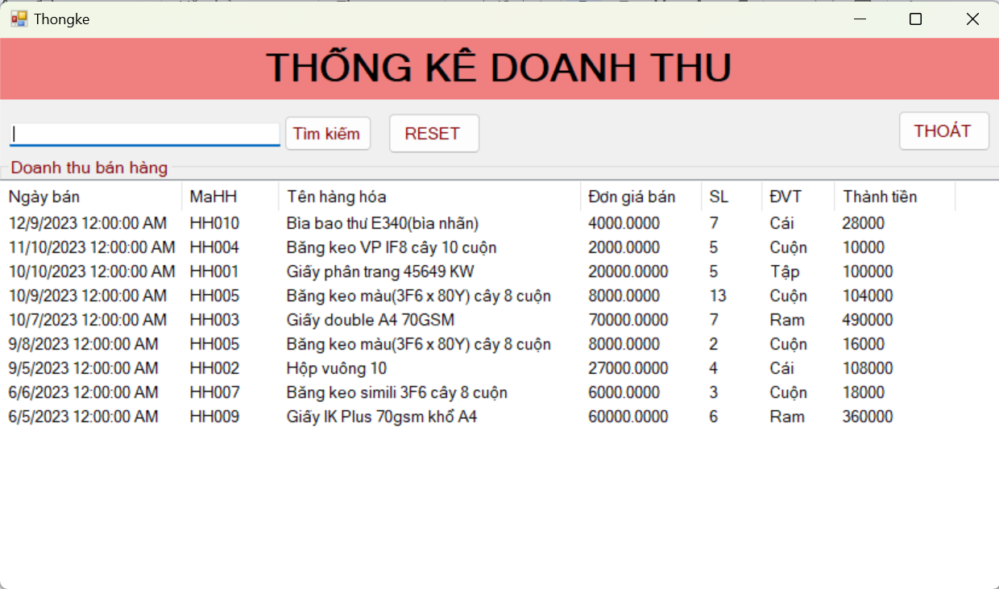 Thongke
THỐNG KÊ DOANH THU
Tìm kiếm RESET THOÁT
Doanh thu bán hàng
Ngày bán MaHH Tên hàng hóa Đơn giá bán SL ĐVT Thành tiền
12/9/2023 12:00:00 AM HH010 Bìa bao thư E340(bìa nhãn) 4000.0000 7 Cái 28000
11/10/2023 12:00:00 AM HH004 Băng keo VP IF8 cây 10 cuộn 2000.0000 5 Cuộn 10000
10/10/2023 12:00:00 AM HH001 Giấy phân trang 45649 KW 20000.0000 5 Tập 100000
10/9/2023 12:00:00 AM HH005 Băng keo màu(3F6 x 80Y) cây 8 cuộn 8000.0000 13 Cuộn 104000
10/7/2023 12:00:00 AM HH003 Giấy double A4 70GSM 70000.0000 7 Ram 490000
9/8/2023 12:00:00 AM HH005 Băng keo màu(3F6 x 80Y) cây 8 cuộn 8000.0000 2 Cuộn 16000
9/5/2023 12:00:00 AM HH002 Hộp vuông 10 27000.0000 4 Cái 108000
6/6/2023 12:00:00 AM HH007 Băng keo simili 3F6 cây 8 cuộn 6000.0000 3 Cuộn 18000
6/5/2023 12:00:00 AM HH009 Giấy IK Plus 70gsm khổ A4 60000.0000 6 Ram 360000